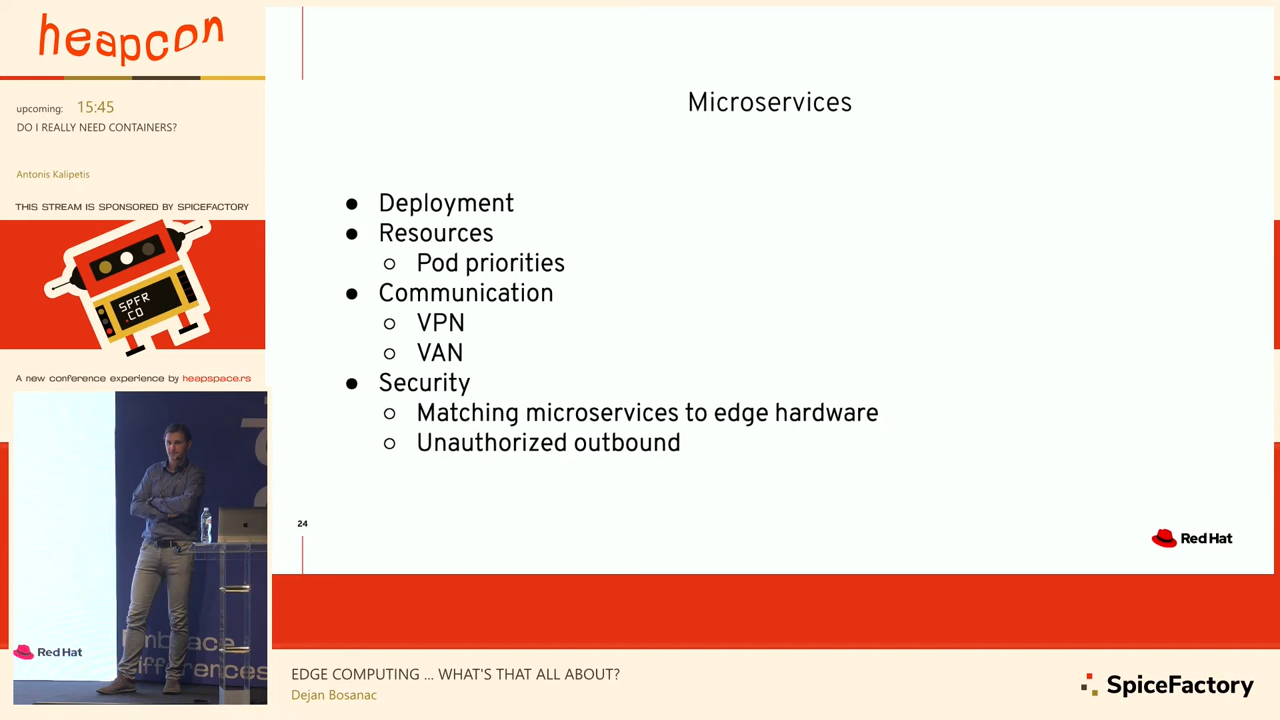 heapcon
upcoming: 15:45
DO I REALLY NEED CONTAINERS?
Antonis Kalipetis
THIS STREAM IS SPONSORED BY SPICEFACTORY
SPFR
.CO
A new conference experience by heapspace.rs
Microservices
● Deployment
● Resources
○ Pod priorities
● Communication
○ VPN
○ VAN
● Security
○ Matching microservices to edge hardware
○ Unauthorized outbound
24
Red Hat
Embrace
differences
Red Hat
EDGE COMPUTING ... WHAT'S THAT ALL ABOUT?
Dejan Bosanac
SpiceFactory